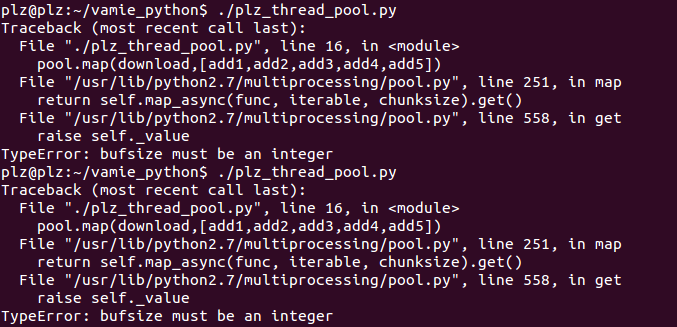 plz@plz:~/vamie_python$ ./plz_thread_pool.py
Traceback (most recent call last):
  File "./plz_thread_pool.py", line 16, in <module>
    pool.map(download,[add1,add2,add3,add4,add5])
  File "/usr/lib/python2.7/multiprocessing/pool.py", line 251, in map
    return self.map_async(func, iterable, chunksize).get()
  File "/usr/lib/python2.7/multiprocessing/pool.py", line 558, in get
    raise self._value
TypeError: bufsize must be an integer
plz@plz:~/vamie_python$ ./plz_thread_pool.py
Traceback (most recent call last):
  File "./plz_thread_pool.py", line 16, in <module>
    pool.map(download,[add1,add2,add3,add4,add5])
  File "/usr/lib/python2.7/multiprocessing/pool.py", line 251, in map
    return self.map_async(func, iterable, chunksize).get()
  File "/usr/lib/python2.7/multiprocessing/pool.py", line 558, in get
    raise self._value
TypeError: bufsize must be an integer